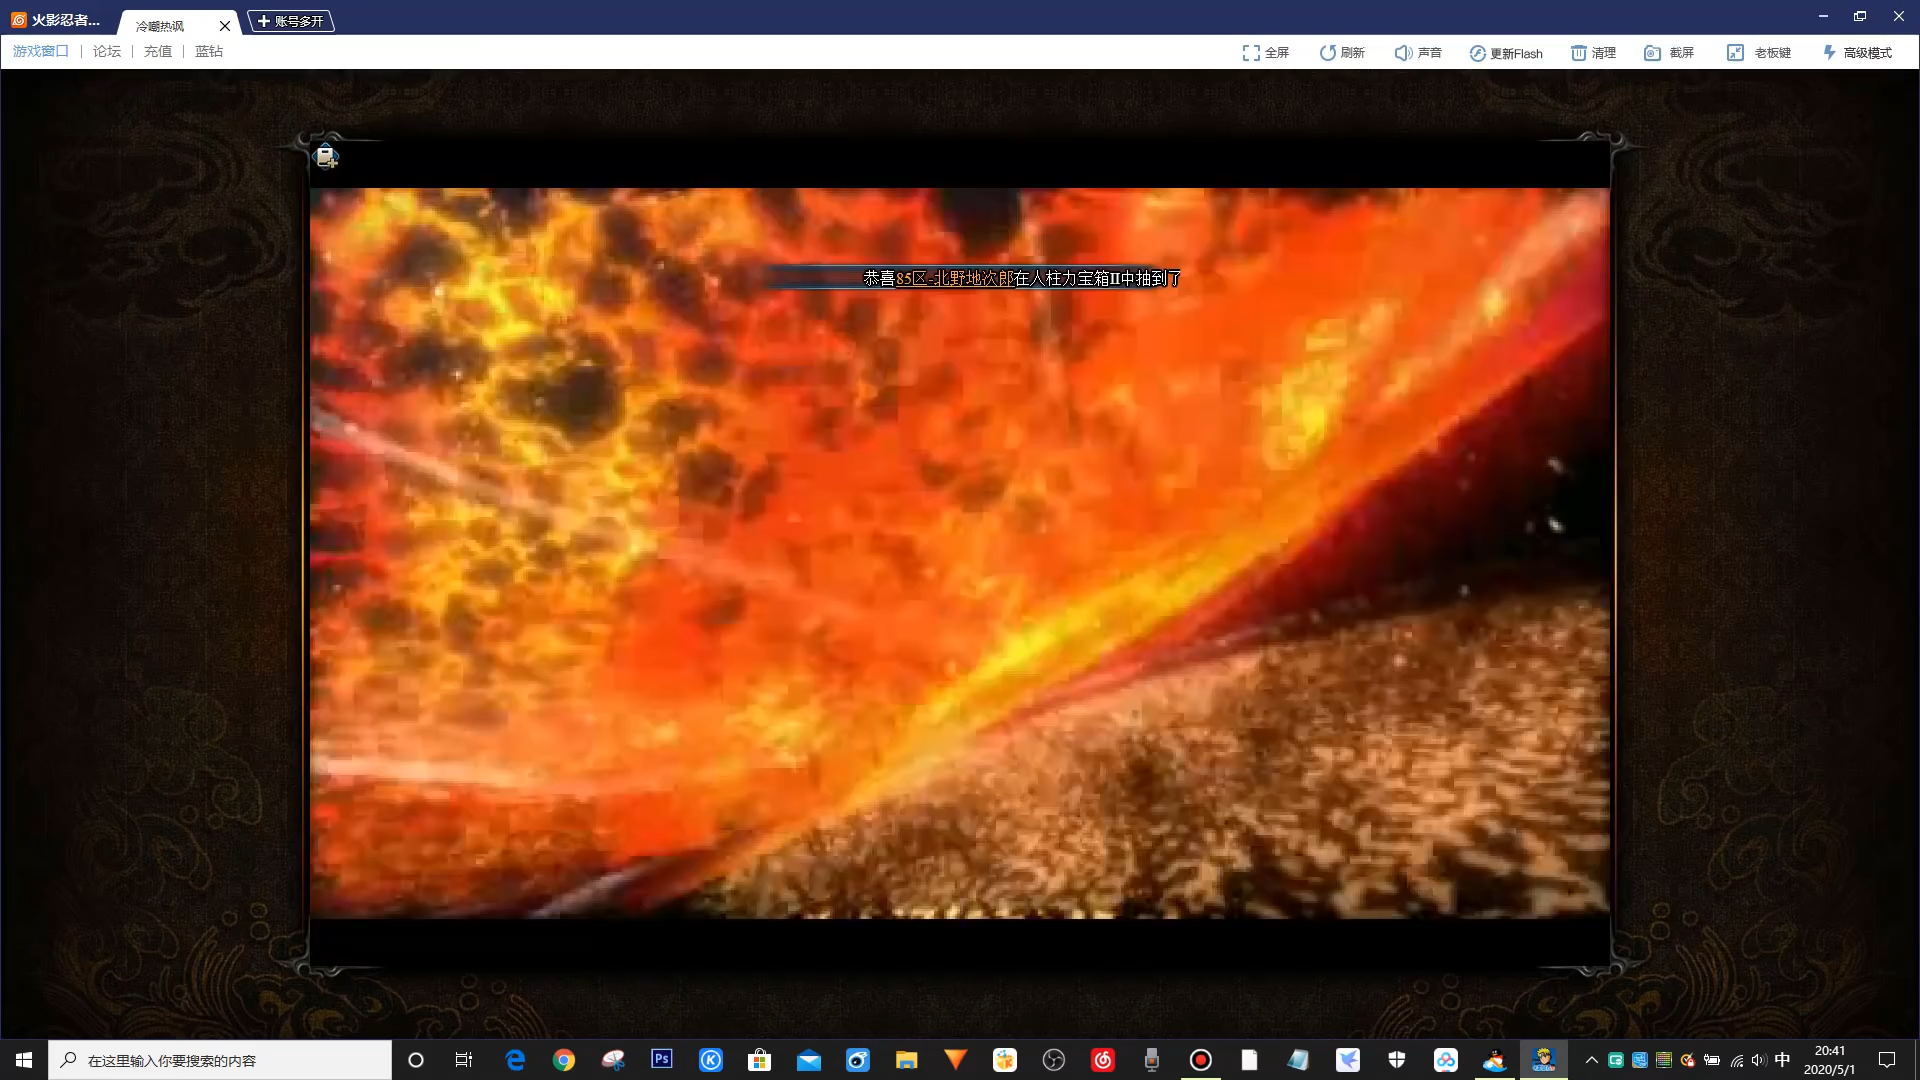 火影忍者...
冷嘲热讽
账号多开
游戏窗口 | 论坛 | 充值 | 蓝钻
全屏 刷新 声音 更新Flash 清理 截屏 老板键 高级模式
恭喜85区-北野地次郎在人柱力宝箱II中抽到了
在这里输入你要搜索的内容
Ps
中
20:41
2020/5/1